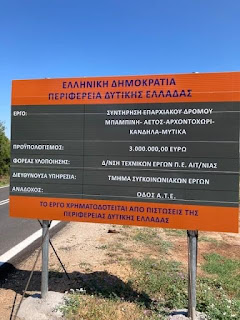 ΕΛΛΗΝΙΚΗ ΔΗΜΟΚΡΑΤΙΑ
ΠΕΡΙΦΕΡΕΙΑ ΔΥΤΙΚΗΣ ΕΛΛΑΔΑΣ
ΕΡΓΟ: ΣΥΝΤΗΡΗΣΗ ΕΠΑΡΧΙΑΚΟΥ ΔΡΟΜΟΥ
ΜΠΑΜΠΙΝΗ- ΑΕΤΟΣ-ΑΡΧΟΝΤΟΧΩΡΙ-
ΚΑΝΔΗΛΑ-ΜΥΤΙΚΑ
ΠΡΟΫΠΟΛΟΓΙΣΜΟΣ: 3.000.000,00 ΕΥΡΩ
ΦΟΡΕΑΣ ΥΛΟΠΟΙΗΣΗΣ: Δ/ΝΣΗ ΤΕΧΝΙΚΩΝ ΕΡΓΩΝ Π.Ε. ΑΙΤ/ΝΙΑΣ
ΔΙΕΥΘΥΝΟΥΣΑ ΥΠΗΡΕΣΙΑ: ΤΜΗΜΑ ΣΥΓΚΟΙΝΩΝΙΑΚΩΝ ΕΡΓΩΝ
ΑΝΑΔΟΧΟΣ: ΟΔΟΣ Α.Τ.Ε.
ΤΟ ΕΡΓΟ ΧΡΗΜΑΤΟΔΟΤΕΙΤΑΙ ΑΠΟ ΠΙΣΤΩΣΕΙΣ ΤΗΣ
ΠΕΡΙΦΕΡΕΙΑΣ ΔΥΤΙΚΗΣ ΕΛΛΑΔΑΣ